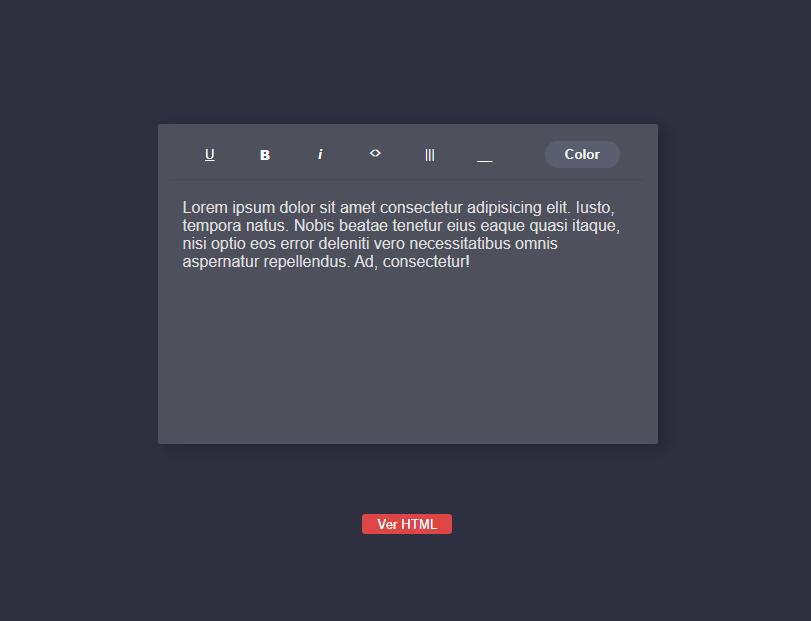 U B i <> ||| __ Color
Lorem ipsum dolor sit amet consectetur adipisicing elit. Iusto,
tempora natus. Nobis beatae tenetur eius eaque quasi itaque,
nisi optio eos error deleniti vero necessitatibus omnis
aspernatur repellendus. Ad, consectetur!
Ver HTML